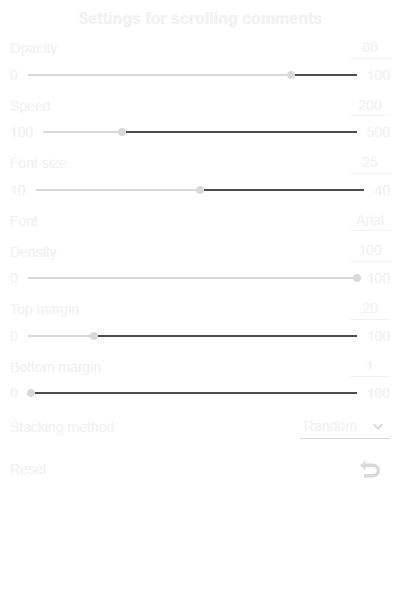 Settings for scrolling comments
Opacity 80
0 100
Speed 200
100 500
Font size 25
10 40
Font Arial
Density 100
0 100
Top margin 20
0 100
Bottom margin 1
0 100
Stacking method Random
Reset